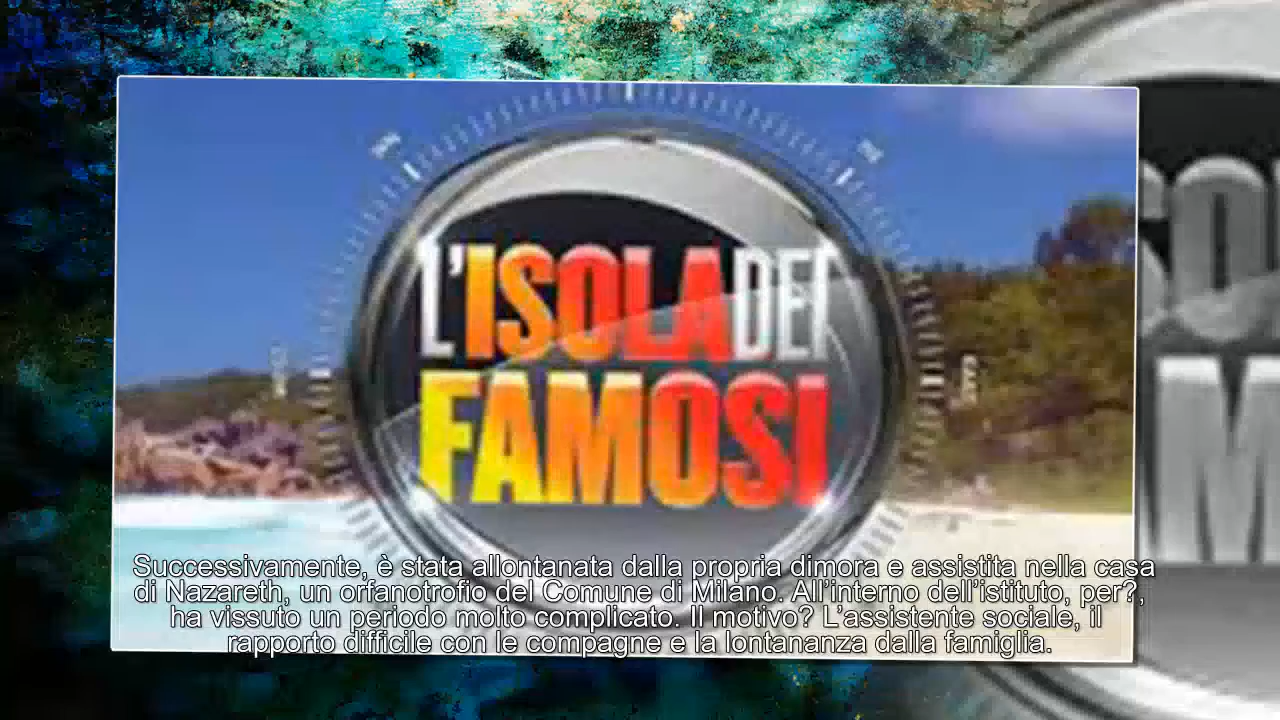 L'ISOLA DEI
FAMOSI
Successivamente, è stata allontanata dalla propria dimora e assistita nella casa
di Nazareth, un orfanotrofio del Comune di Milano. All'interno dell'istituto, per?,
ha vissuto un periodo molto complicato. Il motivo? L'assistente sociale, il
rapporto difficile con le compagne e la lontananza dalla famiglia.